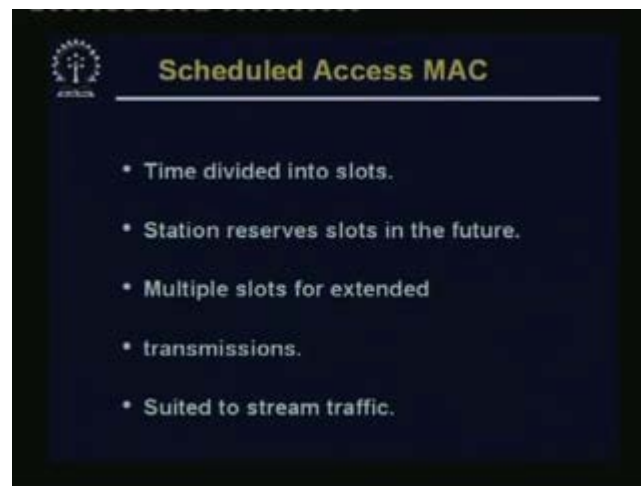 Scheduled Access MAC
• Time divided into slots.
• Station reserves slots in the future.
• Multiple slots for extended
• transmissions.
• Suited to stream traffic.